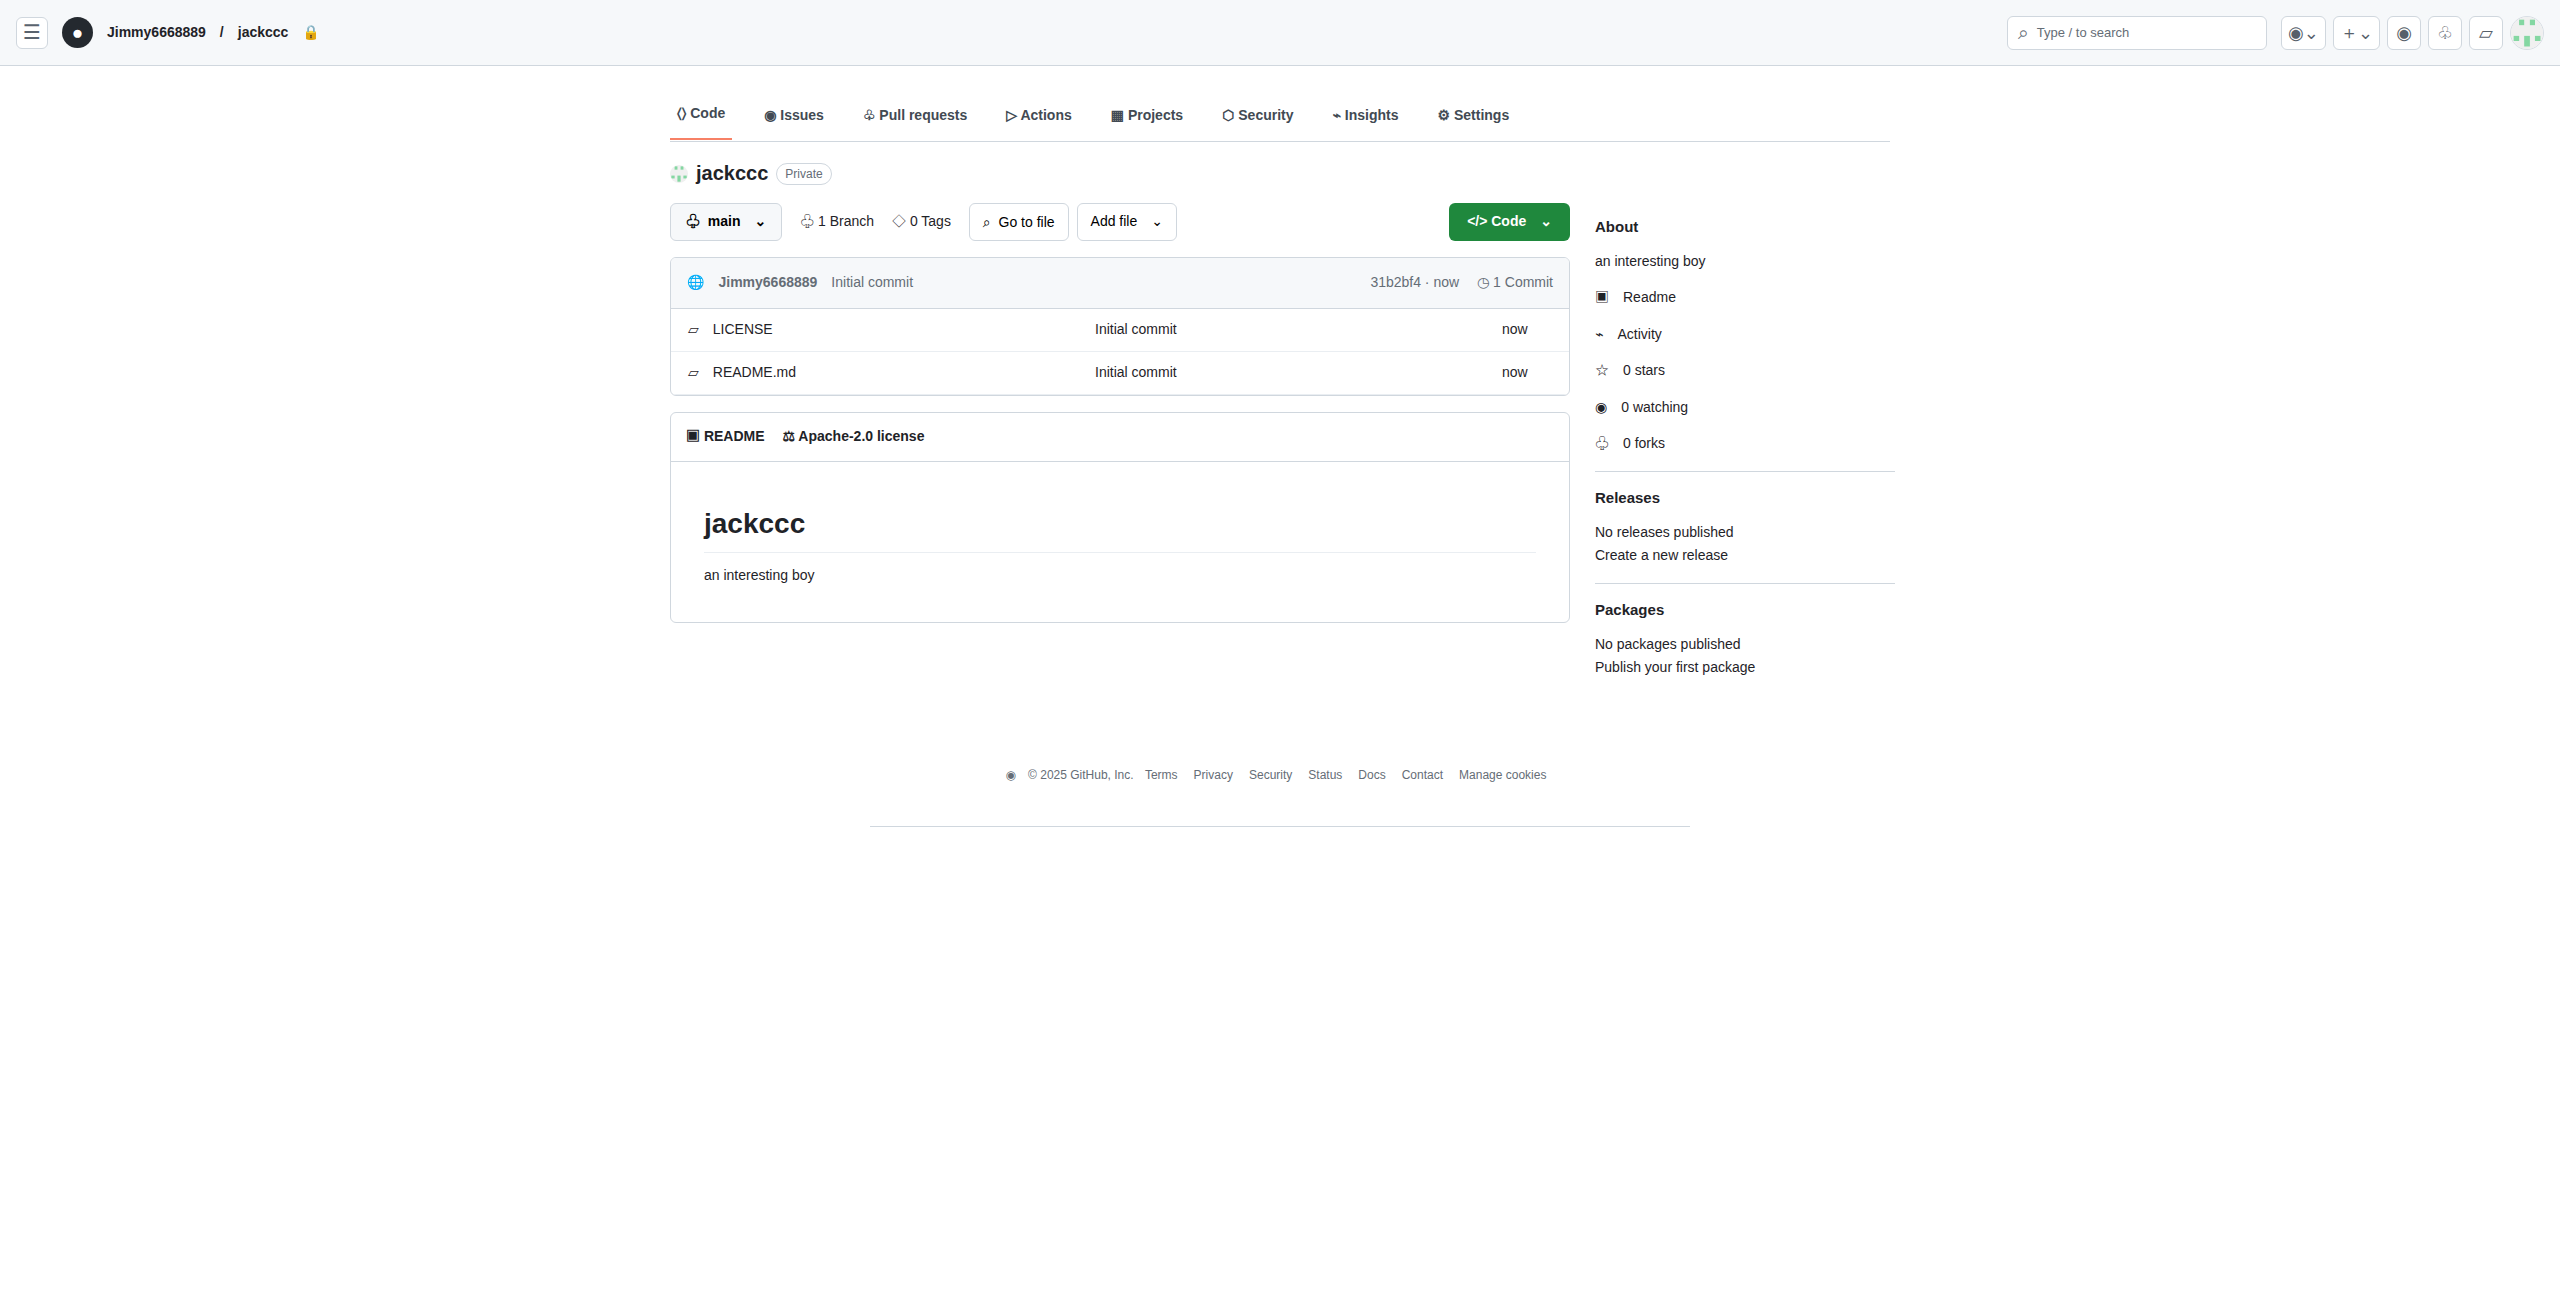 Jimmy6668889 / jackccc
Type / to search
Code Issues Pull requests Actions Projects Security Insights Settings
jackccc Private
main 1 Branch 0 Tags Go to file Add file </> Code
Jimmy6668889 Initial commit 31b2bf4 · now 1 Commit
LICENSE Initial commit now
README.md Initial commit now
README Apache-2.0 license
jackccc
an interesting boy
About
an interesting boy
Readme
Activity
0 stars
0 watching
0 forks
Releases
No releases published
Create a new release
Packages
No packages published
Publish your first package
© 2025 GitHub, Inc. Terms Privacy Security Status Docs Contact Manage cookies